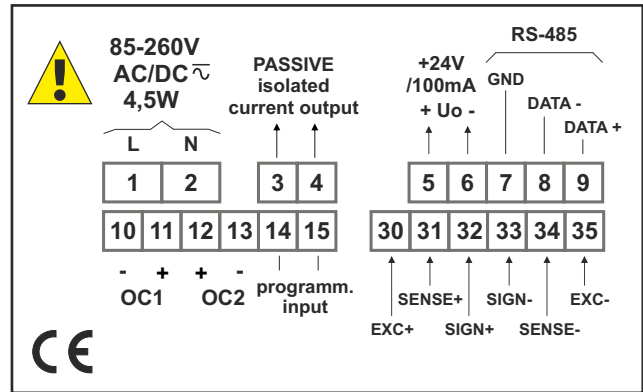 85-260V
AC/DC
4,5W
L N
PASSIVE
isolated
current output
+24V
/100mA
+ Uo -
RS-485
GND
DATA -
DATA +
1 2 3 4 5 6 7 8 9
10 11 12 13 14 15 30 31 32 33 34 35
- + + -
OC1 OC2
programm.
input
SENSE+ SIGN- EXC-
EXC+ SIGN+ SENSE-
CE